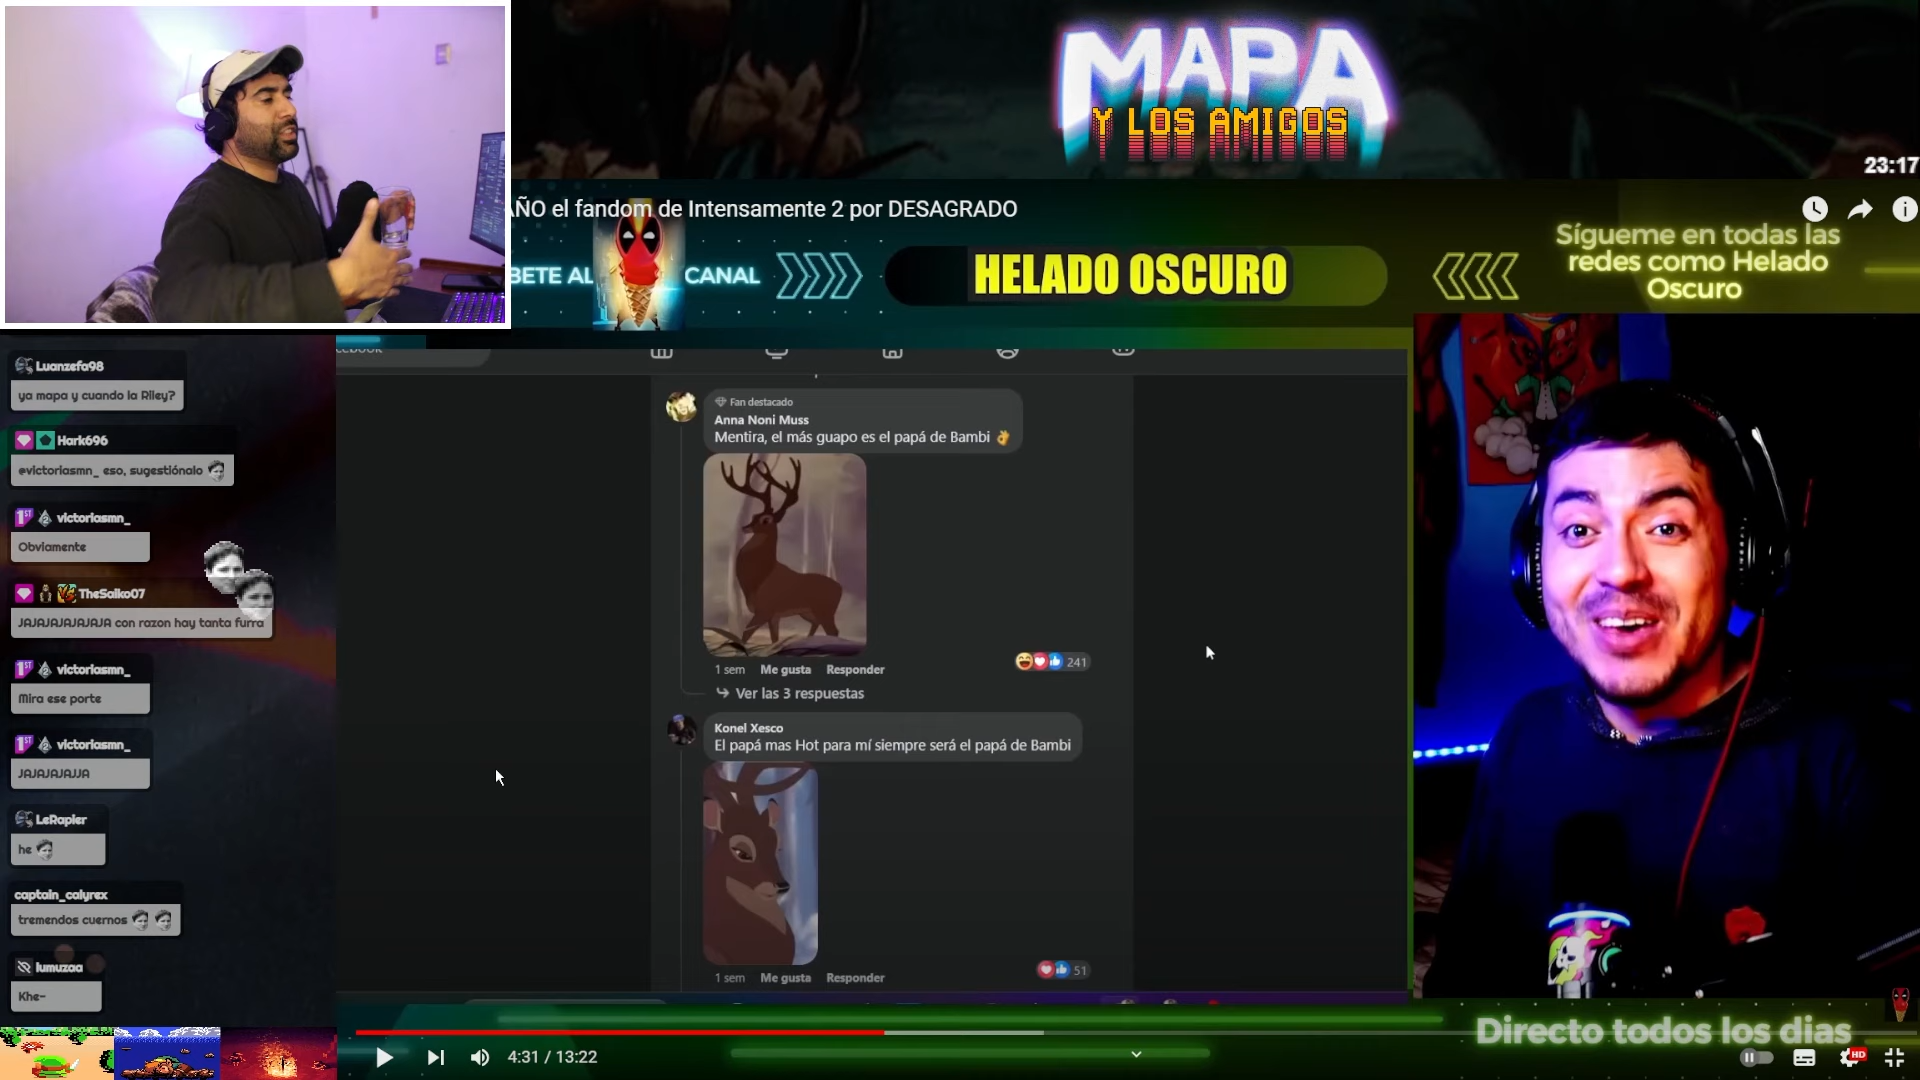 MAPA
Y LOS AMIGOS
23:17
AÑO el fandom de Intensamente 2 por DESAGRADO
BETE AL CANAL
HELADO OSCURO
Sígueme en todas las
redes como Helado
Oscuro
Luanzefa98
ya mapa y cuando la Riley?
Hark696
@victoriasmn_ eso, sugestiónalo
victoriasmn_
Obviamente
TheSaiko07
JAJAJAJAJAJA con razon hay tanta furra
victoriasmn_
Mira ese porte
victoriasmn_
JAJAJAJAJJA
LeRapier
he
captain_calyrex
tremendos cuernos
lumuzaa
Khe-
Fan destacado
Anna Noni Muss
Mentira, el más guapo es el papá de Bambi
1 sem Me gusta Responder 241
Ver las 3 respuestas
Konel Xesco
El papá mas Hot para mí siempre será el papá de Bambi
1 sem Me gusta Responder 51
Directo todos los dias
4:31 / 13:22
HD